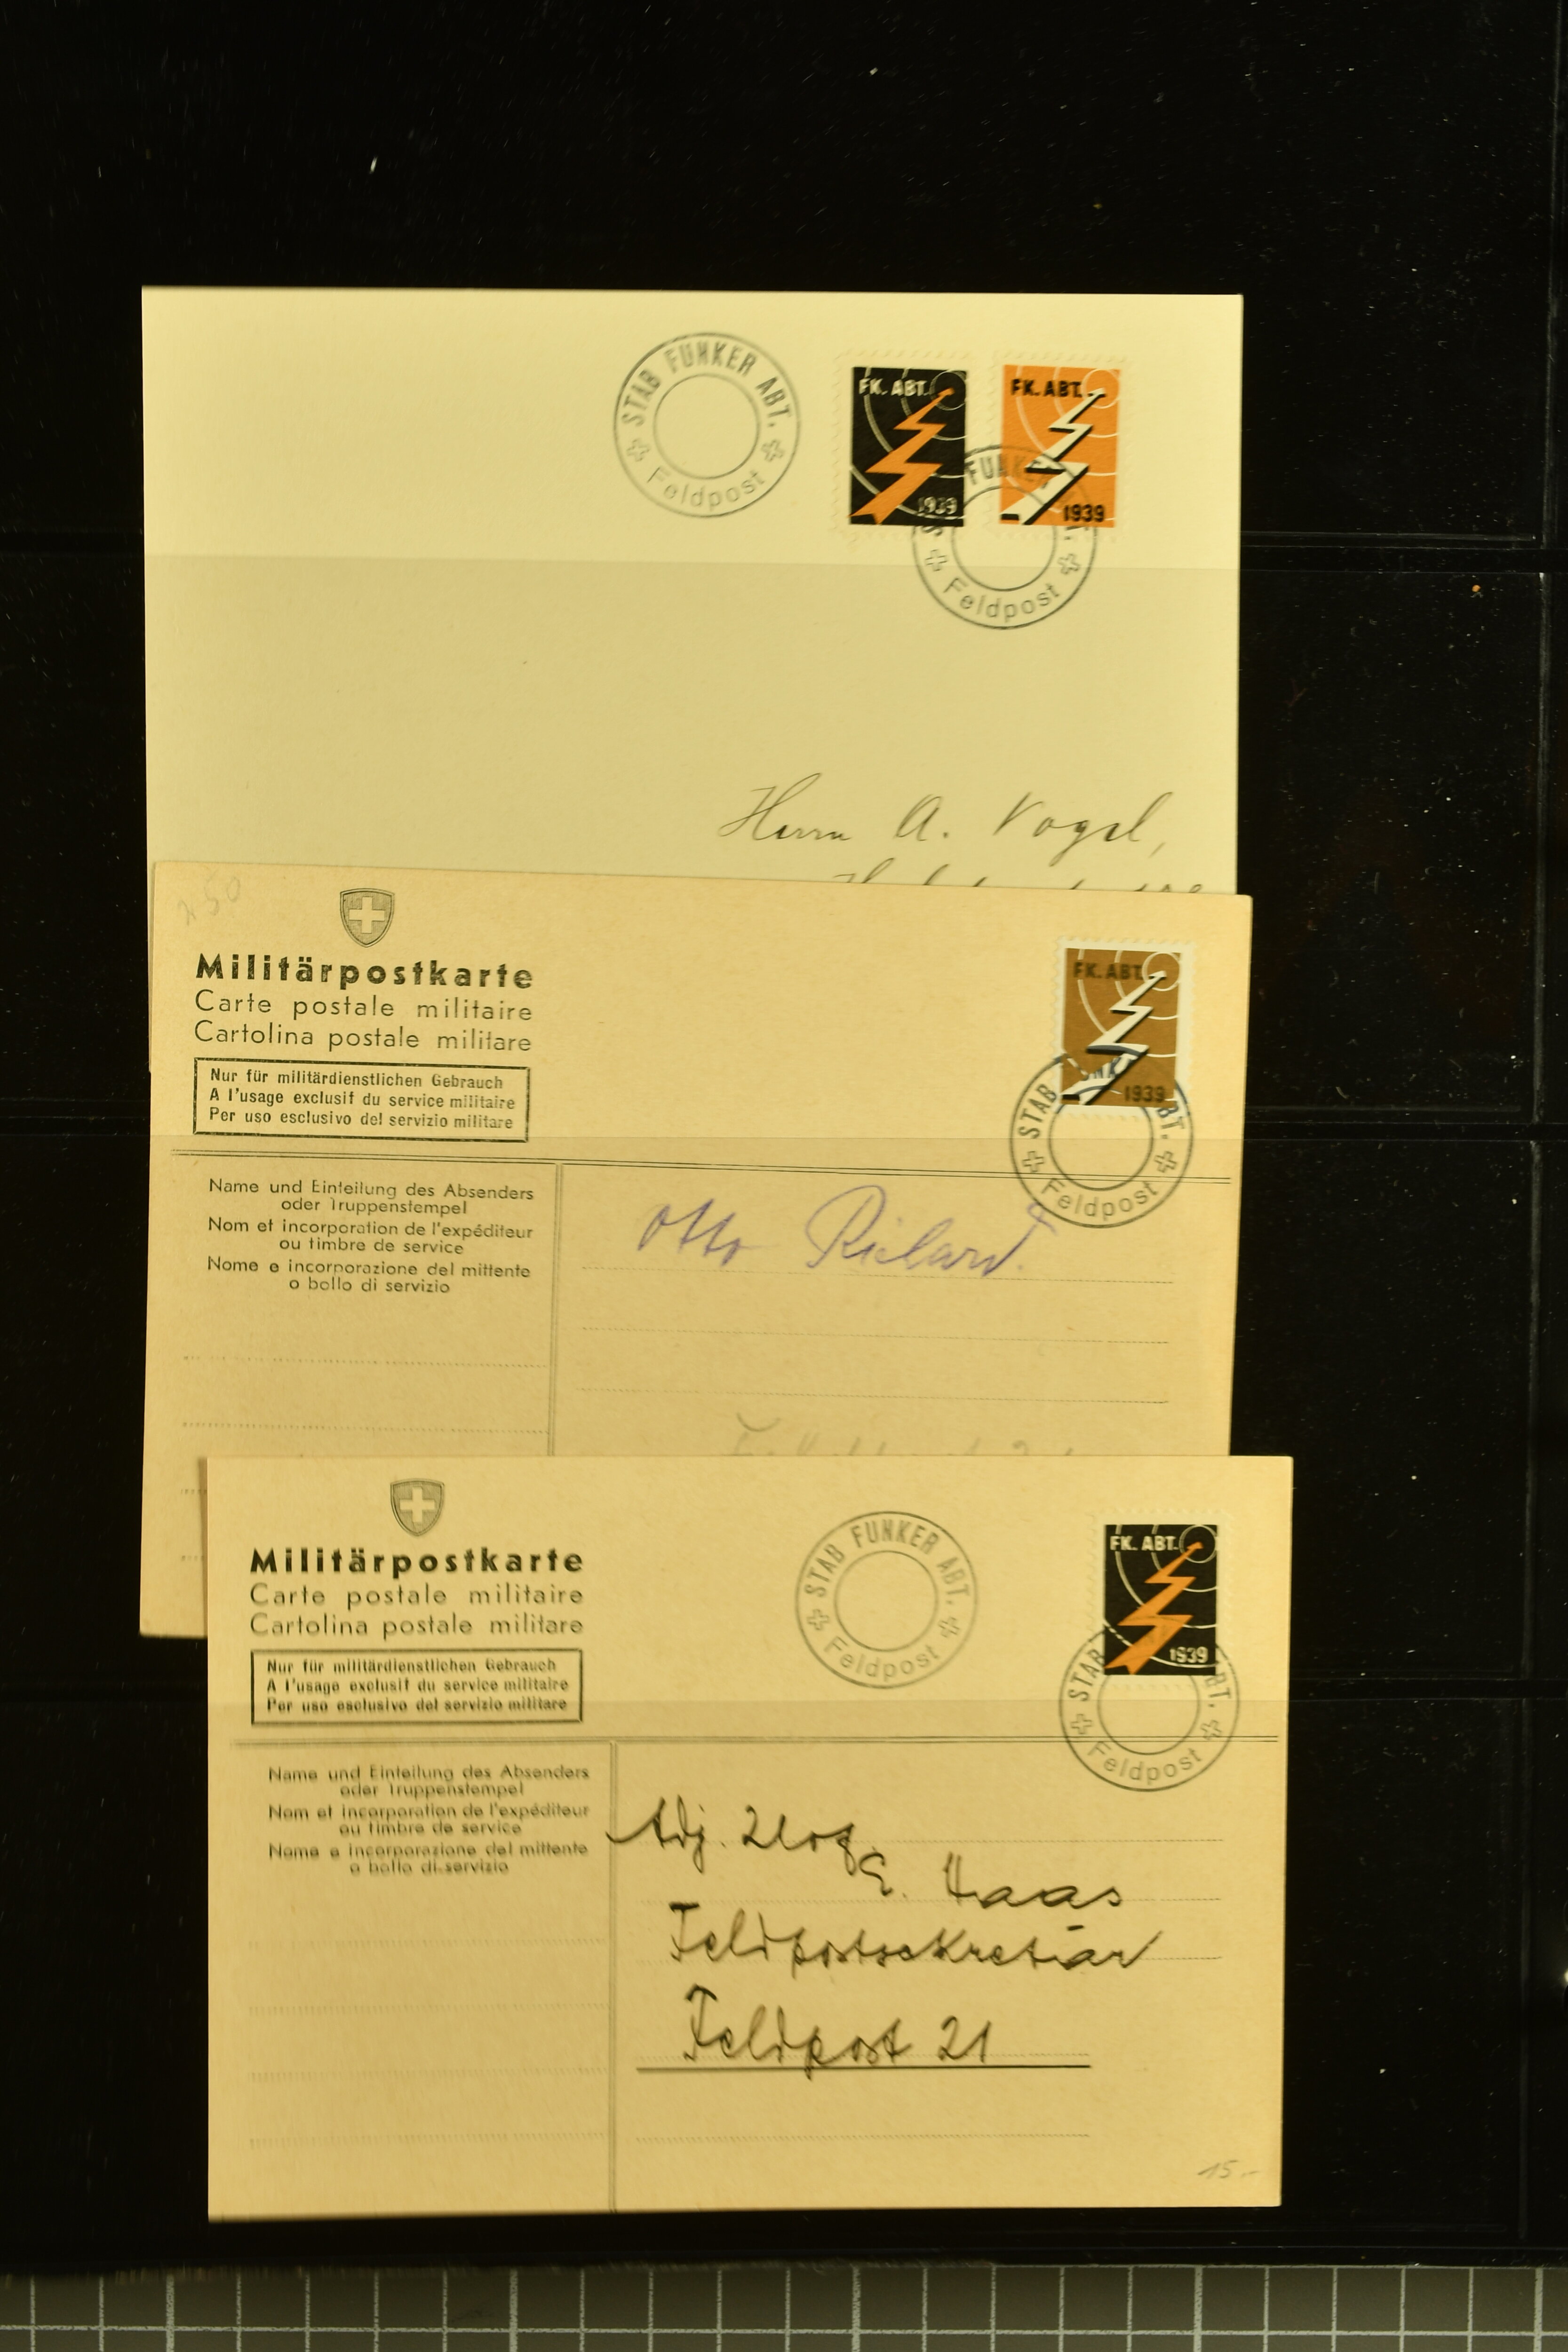 STAB FUNKER ABT.
Feldpost
FK. ABT.
1939
FK. ABT.
1939
FUNKER
Feldpost
Herrn A. Vogel,
Militärpostkarte
Carte postale militaire
Cartolina postale militare
Nur für militärdienstlichen Gebrauch
A l'usage exclusif du service militaire
Per uso esclusivo del servizio militare
FK. ABT.
1939
STAB BT.
Feldpost
Name und Einteilung des Absenders
oder Truppenstempel
Nom et incorporation de l'expéditeur
ou timbre de service
Nome e incorporazione del mittente
o bollo di servizio
Otto
Militärpostkarte
Carte postale militaire
Cartolina postale militare
Nur für militärdienstlichen Gebrauch
A l'usage exclusif du service militaire
Per uso esclusivo del servizio militare
STAB FUNKER ABT.
Feldpost
FK. ABT.
1939
STAB BT.
Feldpost
Name und Einteilung des Absenders
oder Truppenstempel
Nom et incorporation de l'expéditeur
ou timbre de service
Nome e incorporazione del mittente
o bollo di servizio
Adj.
E. Haas
Feldpostsekretär
Feldpost 21
15.-